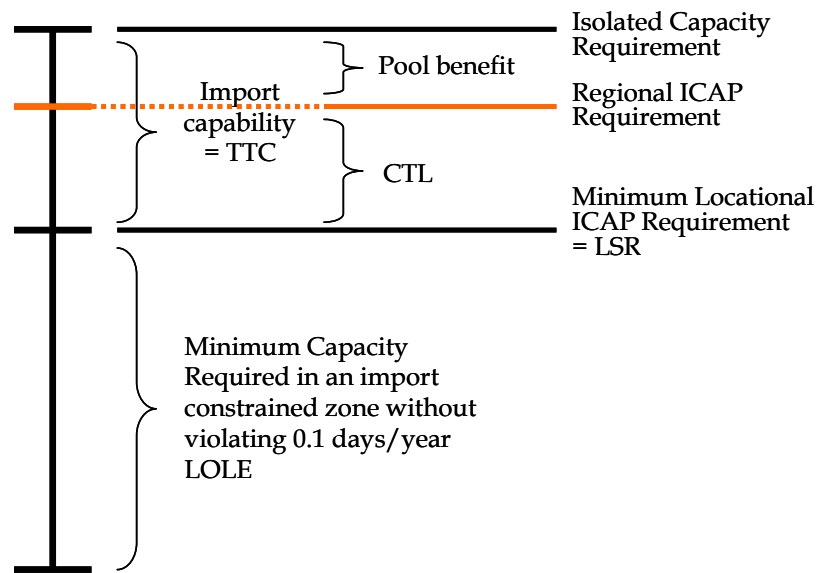 Isolated Capacity
Requirement
Pool benefit
Import
capability
= TTC
Regional ICAP
Requirement
CTL
Minimum Locational
ICAP Requirement
= LSR
Minimum Capacity
Required in an import
constrained zone without
violating 0.1 days/year
LOLE